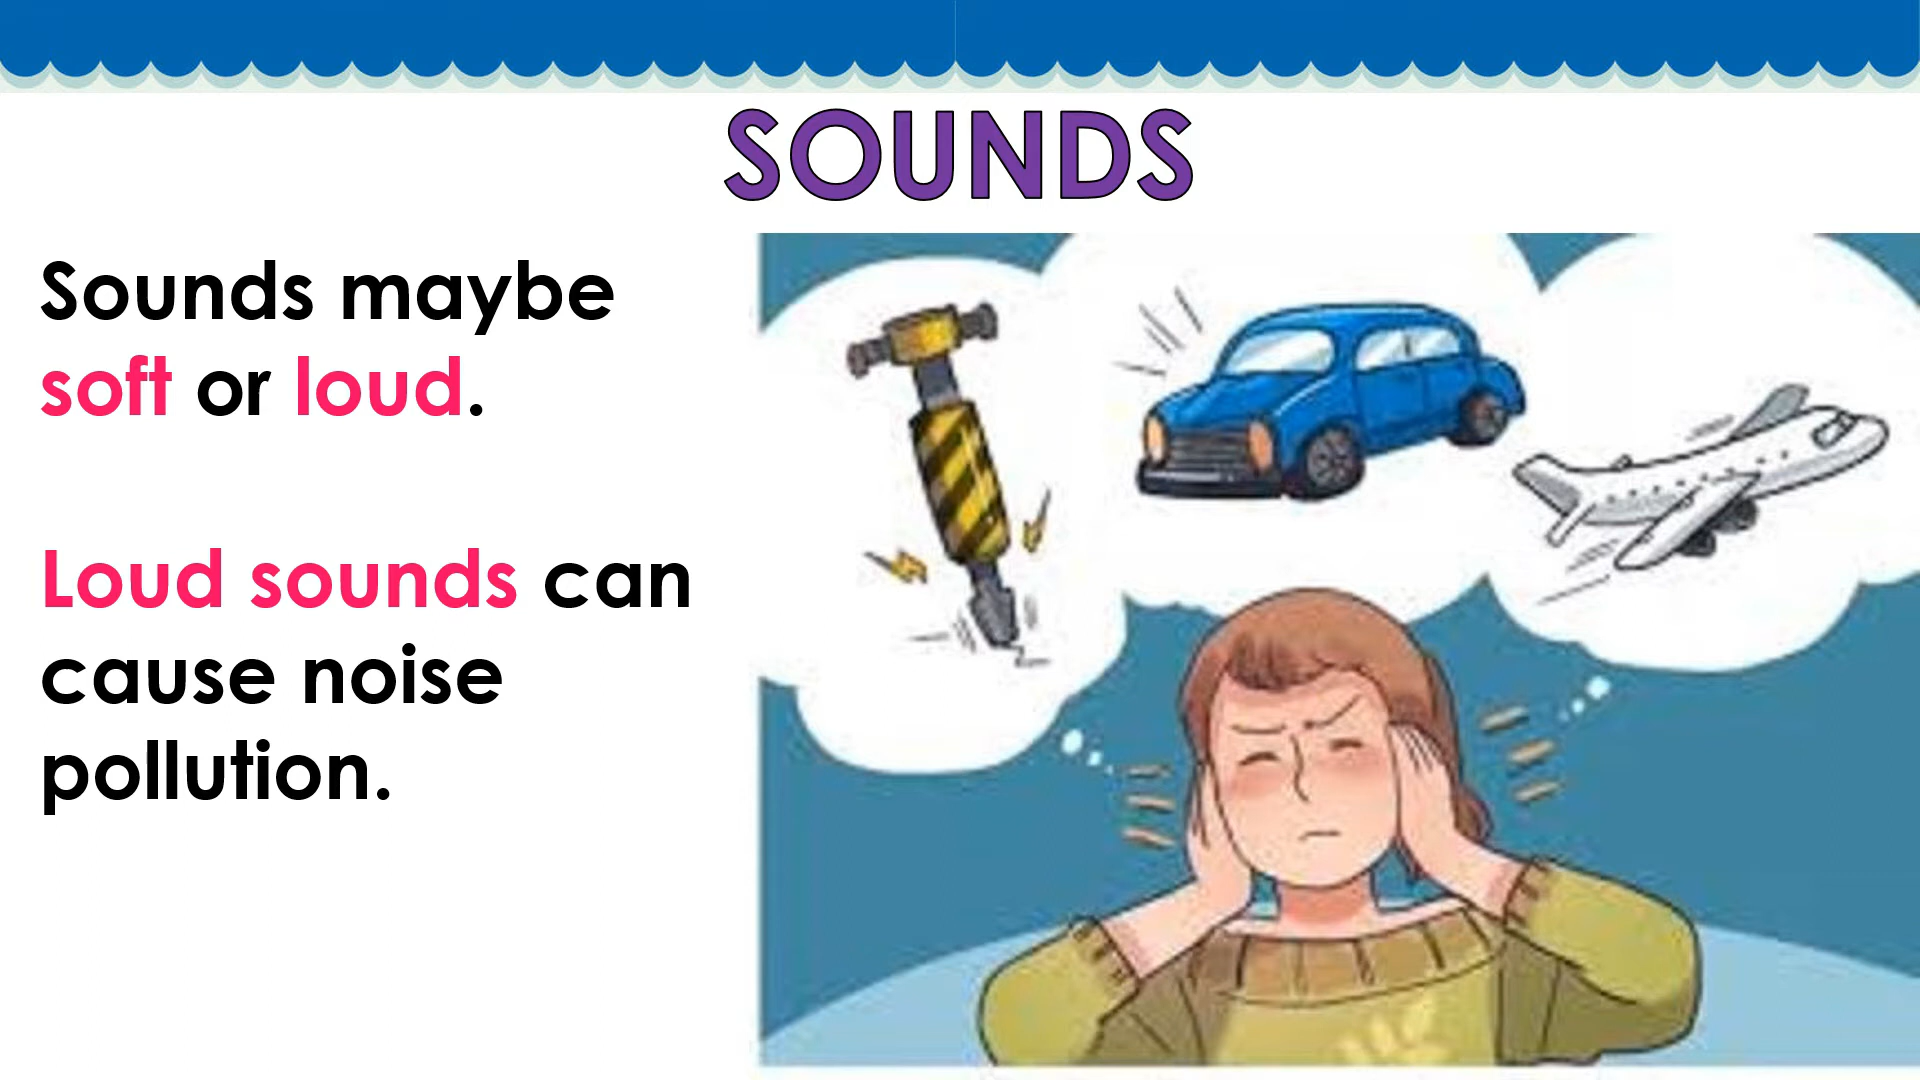 SOUNDS
Sounds maybe
soft or loud.
Loud sounds can
cause noise
pollution.